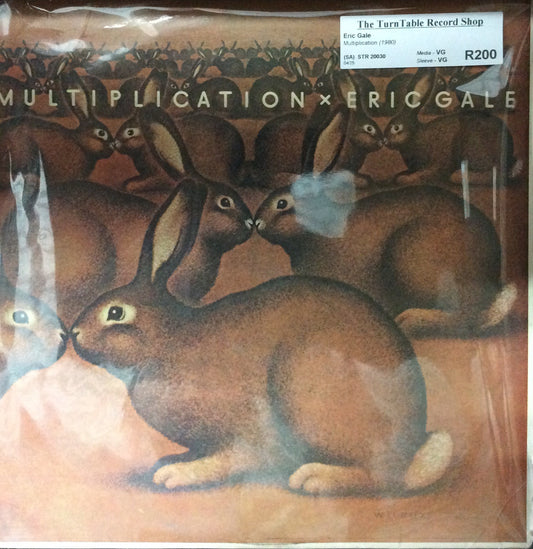 The TurnTable Record Shop
Eric Gale
Multiplication (1980)
(SA) STR 20030 Media - VG
Sleeve - VG R200
MULTIPLICATION × ERIC GALE